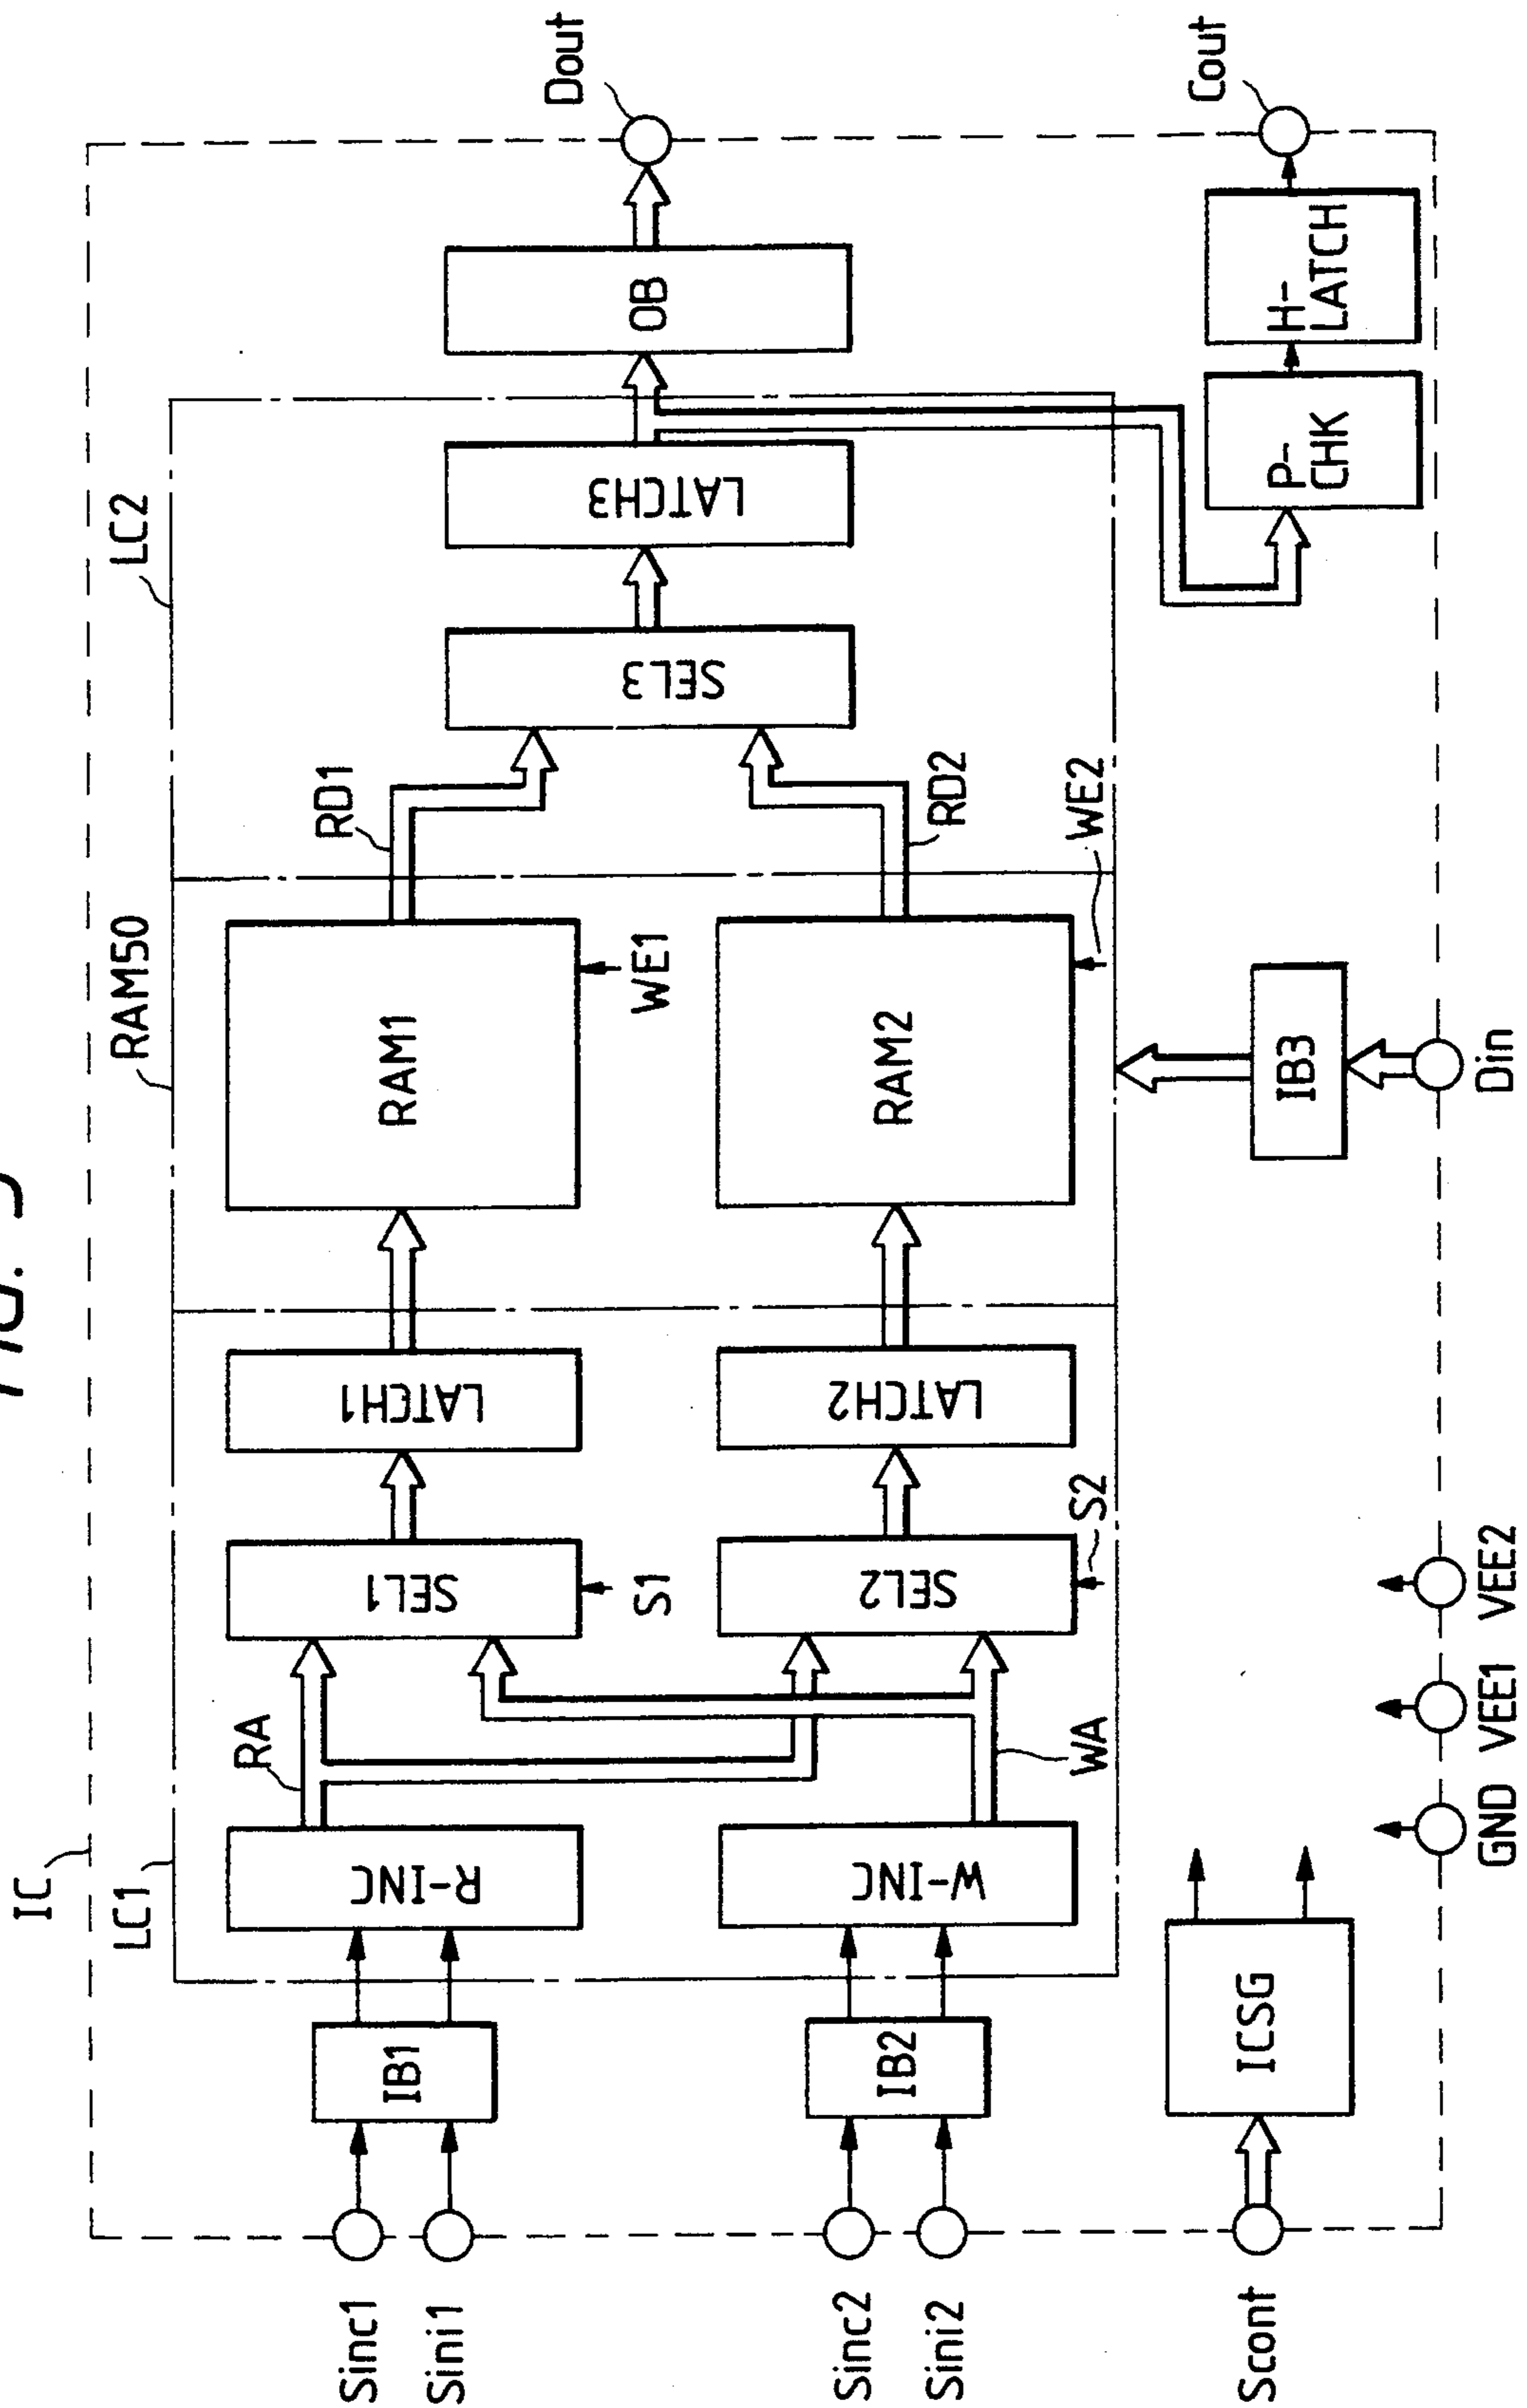 IC
LC1
RAM50
LC2
Sinc1
Sini1
IB1
R-INC
RA
SEL1
S1
LATCH1
RAM1
WE1
RD1
SEL3
LATCH3
OB
Dout
Sinc2
Sini2
IB2
W-INC
WA
SEL2
S2
LATCH2
RAM2
WE2
RD2
Scont
ICSG
GND
VEE1
VEE2
IB3
Din
P-
CHK
H-
LATCH
Cout